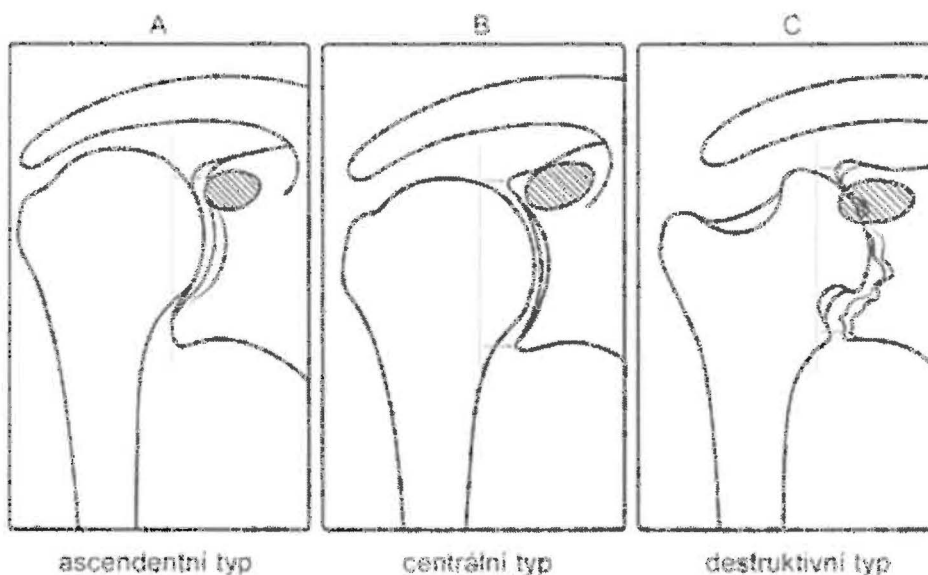 A
B
C
ascendentní typ
centrální typ
destruktivní typ